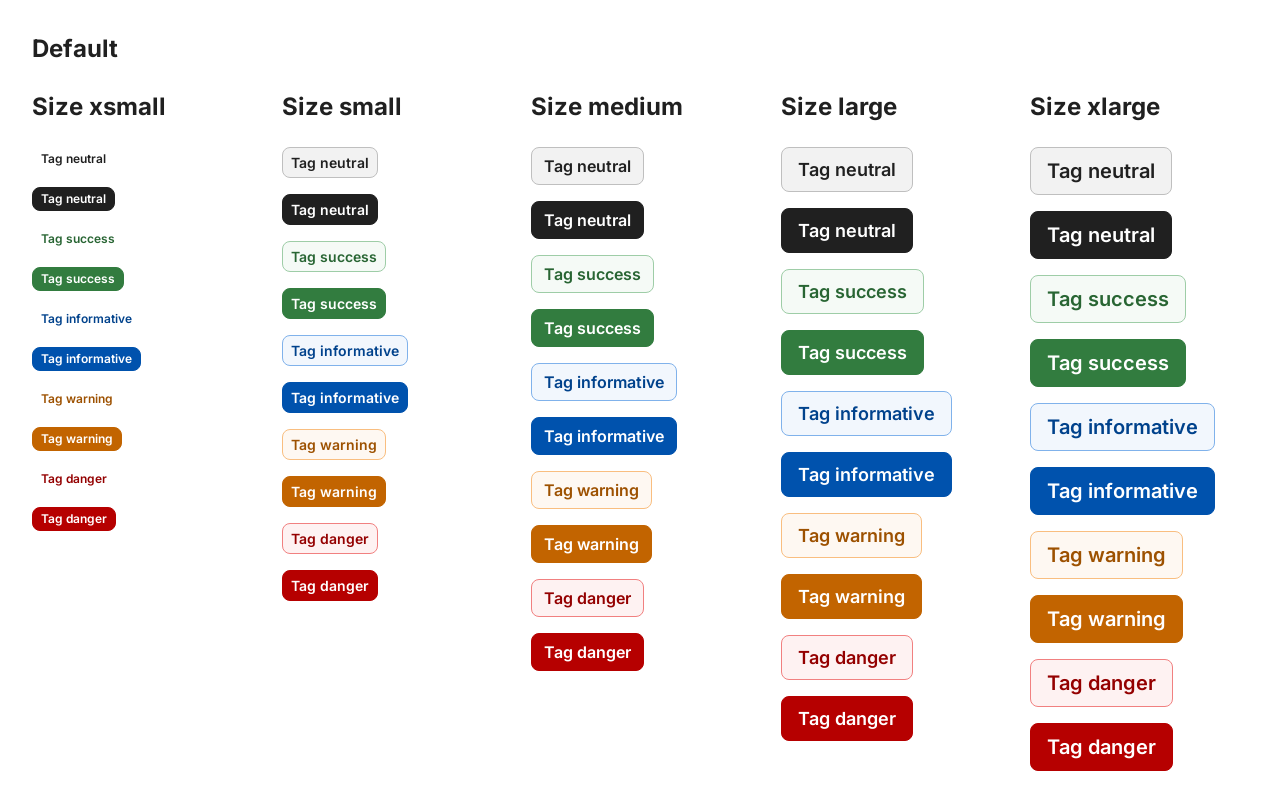 Default
Size xsmall
Tag neutral
Tag neutral
Tag success
Tag success
Tag informative
Tag informative
Tag warning
Tag warning
Tag danger
Tag danger
Size small
Tag neutral
Tag neutral
Tag success
Tag success
Tag informative
Tag informative
Tag warning
Tag warning
Tag danger
Tag danger
Size medium
Tag neutral
Tag neutral
Tag success
Tag success
Tag informative
Tag informative
Tag warning
Tag warning
Tag danger
Tag danger
Size large
Tag neutral
Tag neutral
Tag success
Tag success
Tag informative
Tag informative
Tag warning
Tag warning
Tag danger
Tag danger
Size xlarge
Tag neutral
Tag neutral
Tag success
Tag success
Tag informative
Tag informative
Tag warning
Tag warning
Tag danger
Tag danger